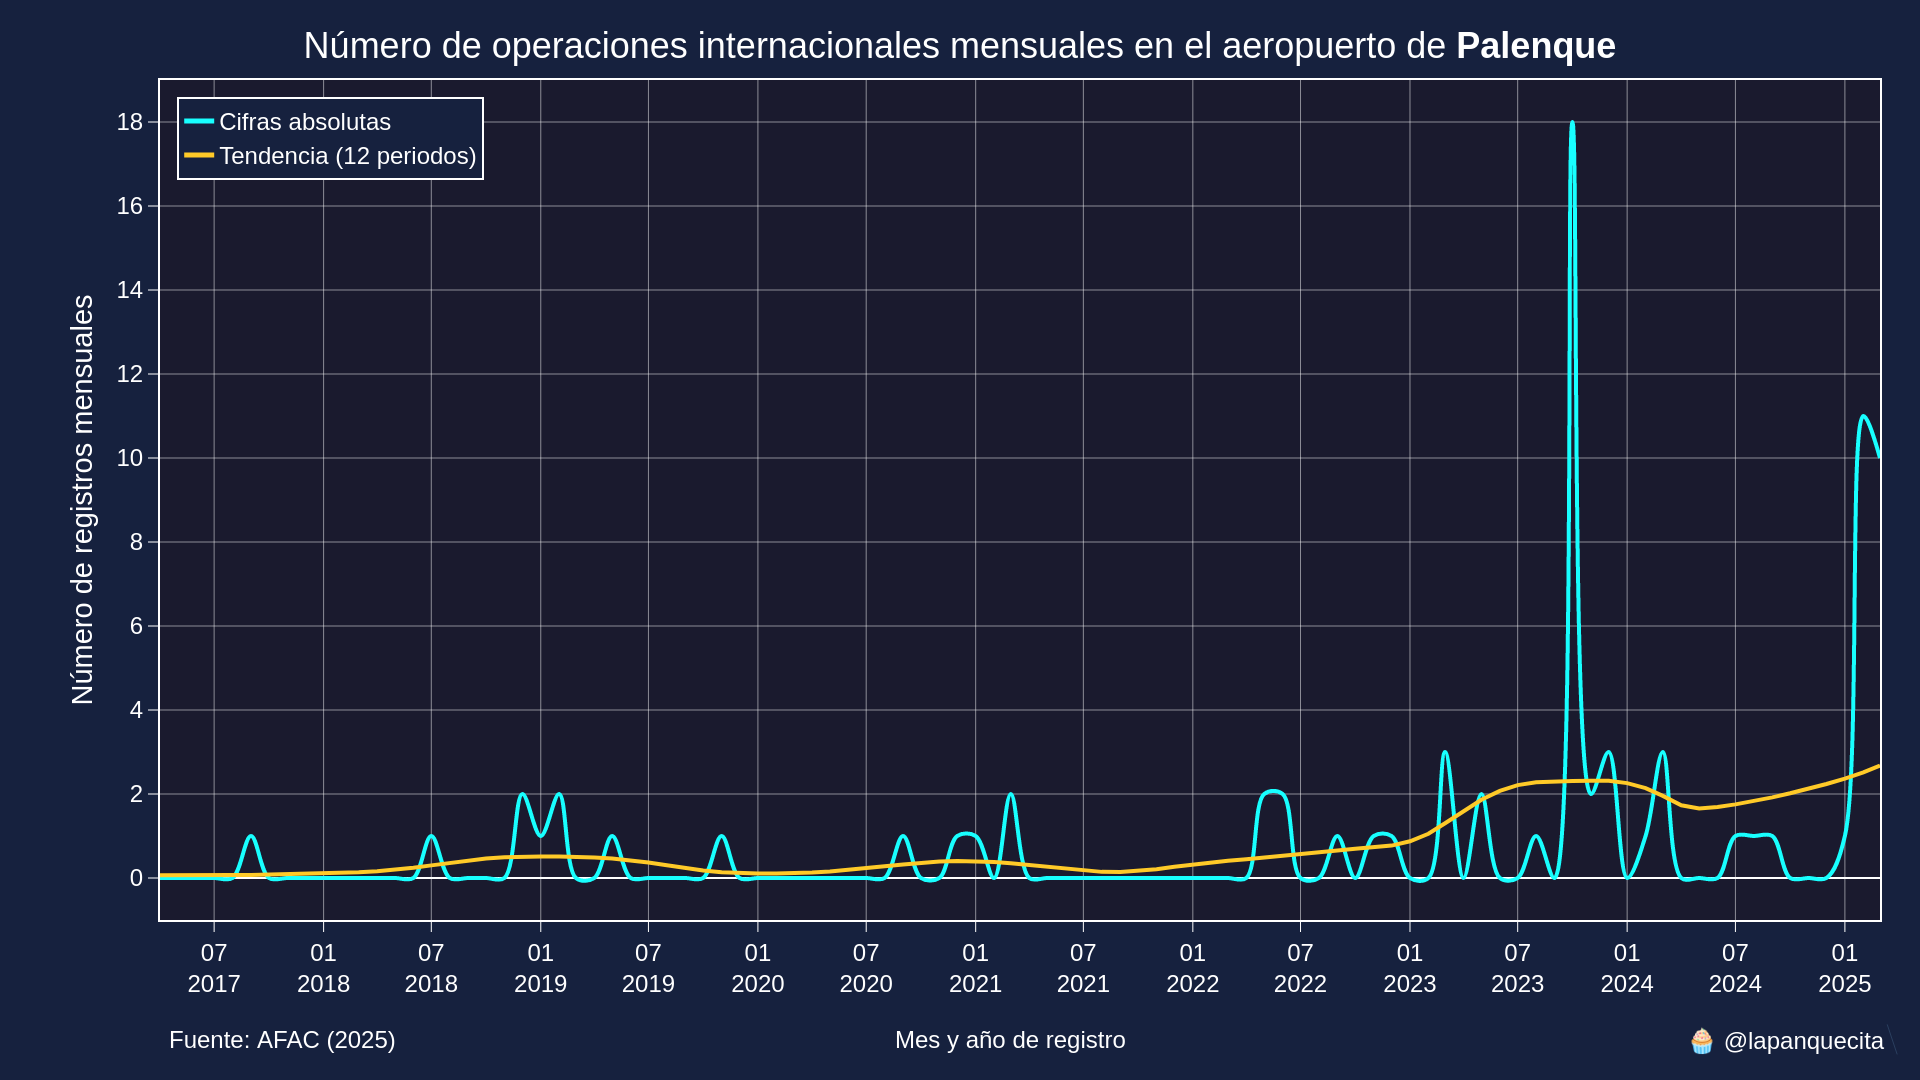 Número de operaciones internacionales mensuales en el aeropuerto de Palenque
Cifras absolutas
Tendencia (12 periodos)
Número de registros mensuales
18
16
14
12
10
8
6
4
2
0
07 01 07 01 07 01 07 01 07 01 07 01 07 01 07 01
2017 2018 2018 2019 2019 2020 2020 2021 2021 2022 2022 2023 2023 2024 2024 2025
Fuente: AFAC (2025)
Mes y año de registro
🧁 @lapanquecita